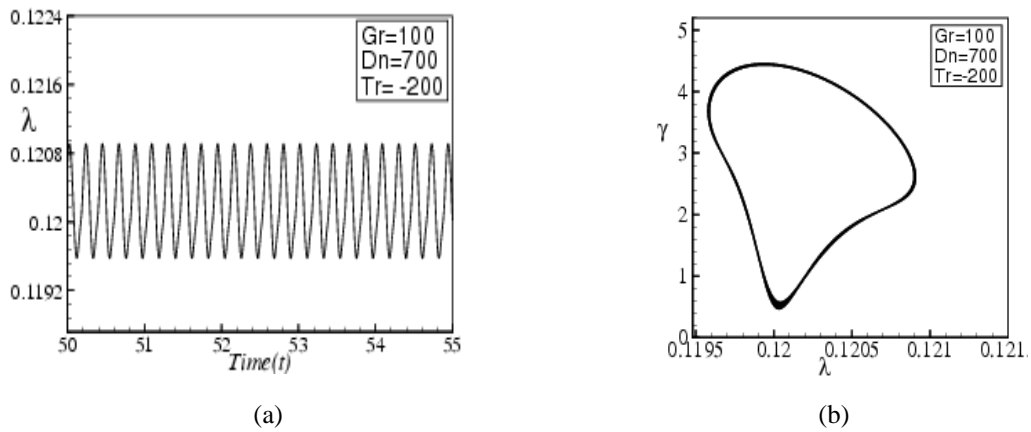 0.1224
0.1216
λ
0.1208
0.12
0.1192
Gr=100
Dn=700
Tr= -200
50
51
52
53
54
55
Time(t)
(a)
5
4
γ
3
2
1
0
Gr=100
Dn=700
Tr=-200
0.1195
0.12
0.1205
0.121
0.121
λ
(b)